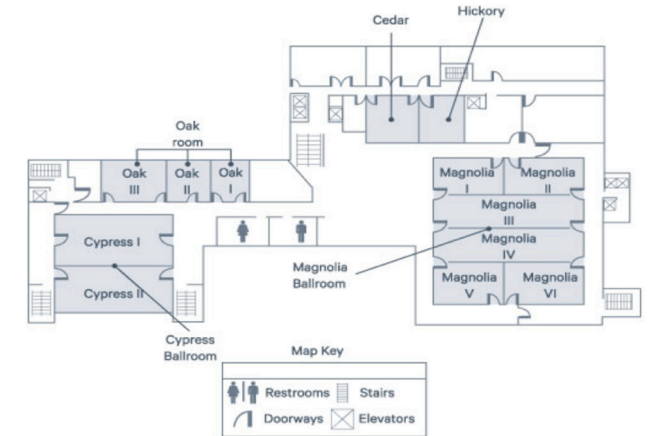 Cedar
Hickory
Oak
room
Oak
III
Oak
II
Oak
I
Magnolia
I
Magnolia
II
Magnolia
III
Magnolia
IV
Magnolia
V
Magnolia
VI
Cypress I
Cypress II
Magnolia
Ballroom
Cypress
Ballroom
Map Key
Restrooms
Stairs
Doorways
Elevators